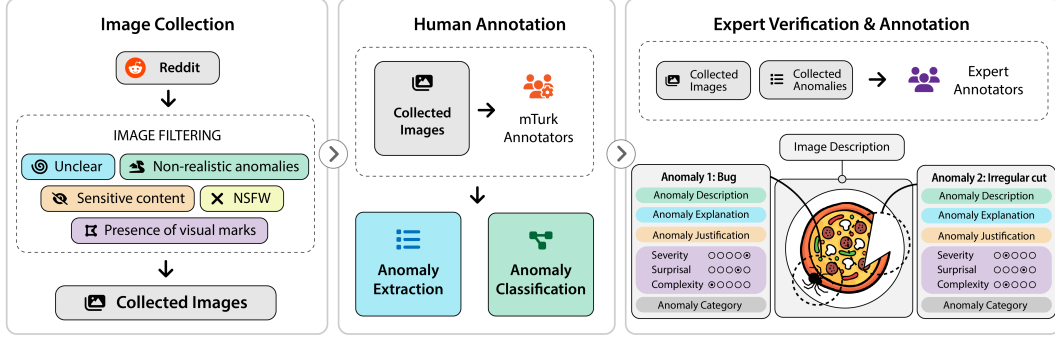 Image Collection
Reddit
IMAGE FILTERING
Unclear
Non-realistic anomalies
Sensitive content
NSFW
Presence of visual marks
Collected Images
Human Annotation
Collected
Images
mTurk
Annotators
Anomaly
Extraction
Anomaly
Classification
Expert Verification & Annotation
Collected
Images
Collected
Anomalies
Expert
Annotators
Image Description
Anomaly 1: Bug
Anomaly Description
Anomaly Explanation
Anomaly Justification
Severity
Surprisal
Complexity
Anomaly Category
Anomaly 2: Irregular cut
Anomaly Description
Anomaly Explanation
Anomaly Justification
Severity
Surprisal
Complexity
Anomaly Category